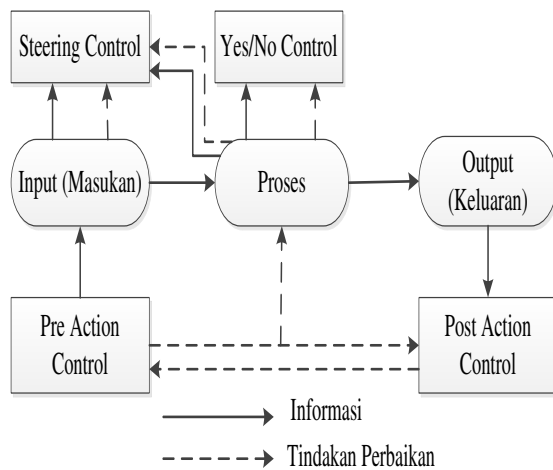 Steering Control
Yes/No Control
Input (Masukan)
Proses
Output
(Keluaran)
Pre Action
Control
Post Action
Control
Informasi
Tindakan Perbaikan